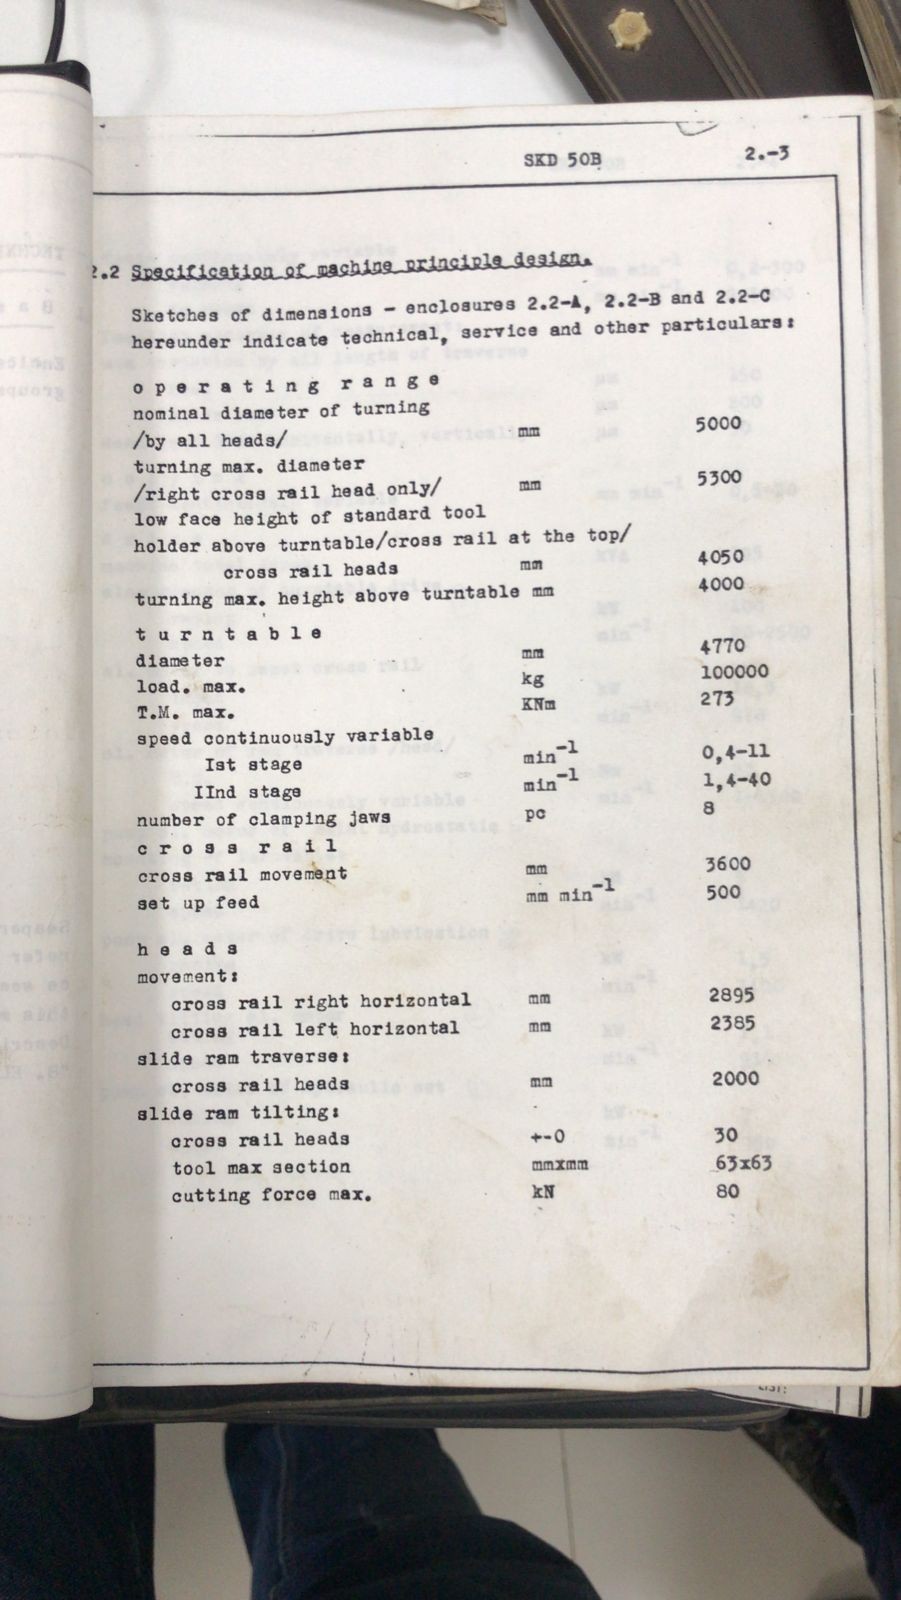 SKD 50B 2.-3
2.2 Specification of machine principle design.
Sketches of dimensions - enclosures 2.2-A, 2.2-B and 2.2-C
hereunder indicate technical, service and other particulars:
o p e r a t i n g  r a n g e
nominal diameter of turning
/by all heads/ mm 5000
turning max. diameter
/right cross rail head only/ mm 5300
low face height of standard tool
holder above turntable/cross rail at the top/
cross rail heads mm 4050
turning max. height above turntable mm 4000
t u r n t a b l e
diameter mm 4770
load. max. kg 100000
T.M. max. KNm 273
speed continuously variable
Ist stage min⁻¹ 0,4-11
IInd stage min⁻¹ 1,4-40
number of clamping jaws pc 8
c r o s s  r a i l
cross rail movement mm 3600
set up feed mm min⁻¹ 500
h e a d s
movement:
cross rail right horizontal mm 2895
cross rail left horizontal mm 2385
slide ram traverse:
cross rail heads mm 2000
slide ram tilting:
cross rail heads +-0 30
tool max section mmxmm 63x63
cutting force max. kN 80
LIST: